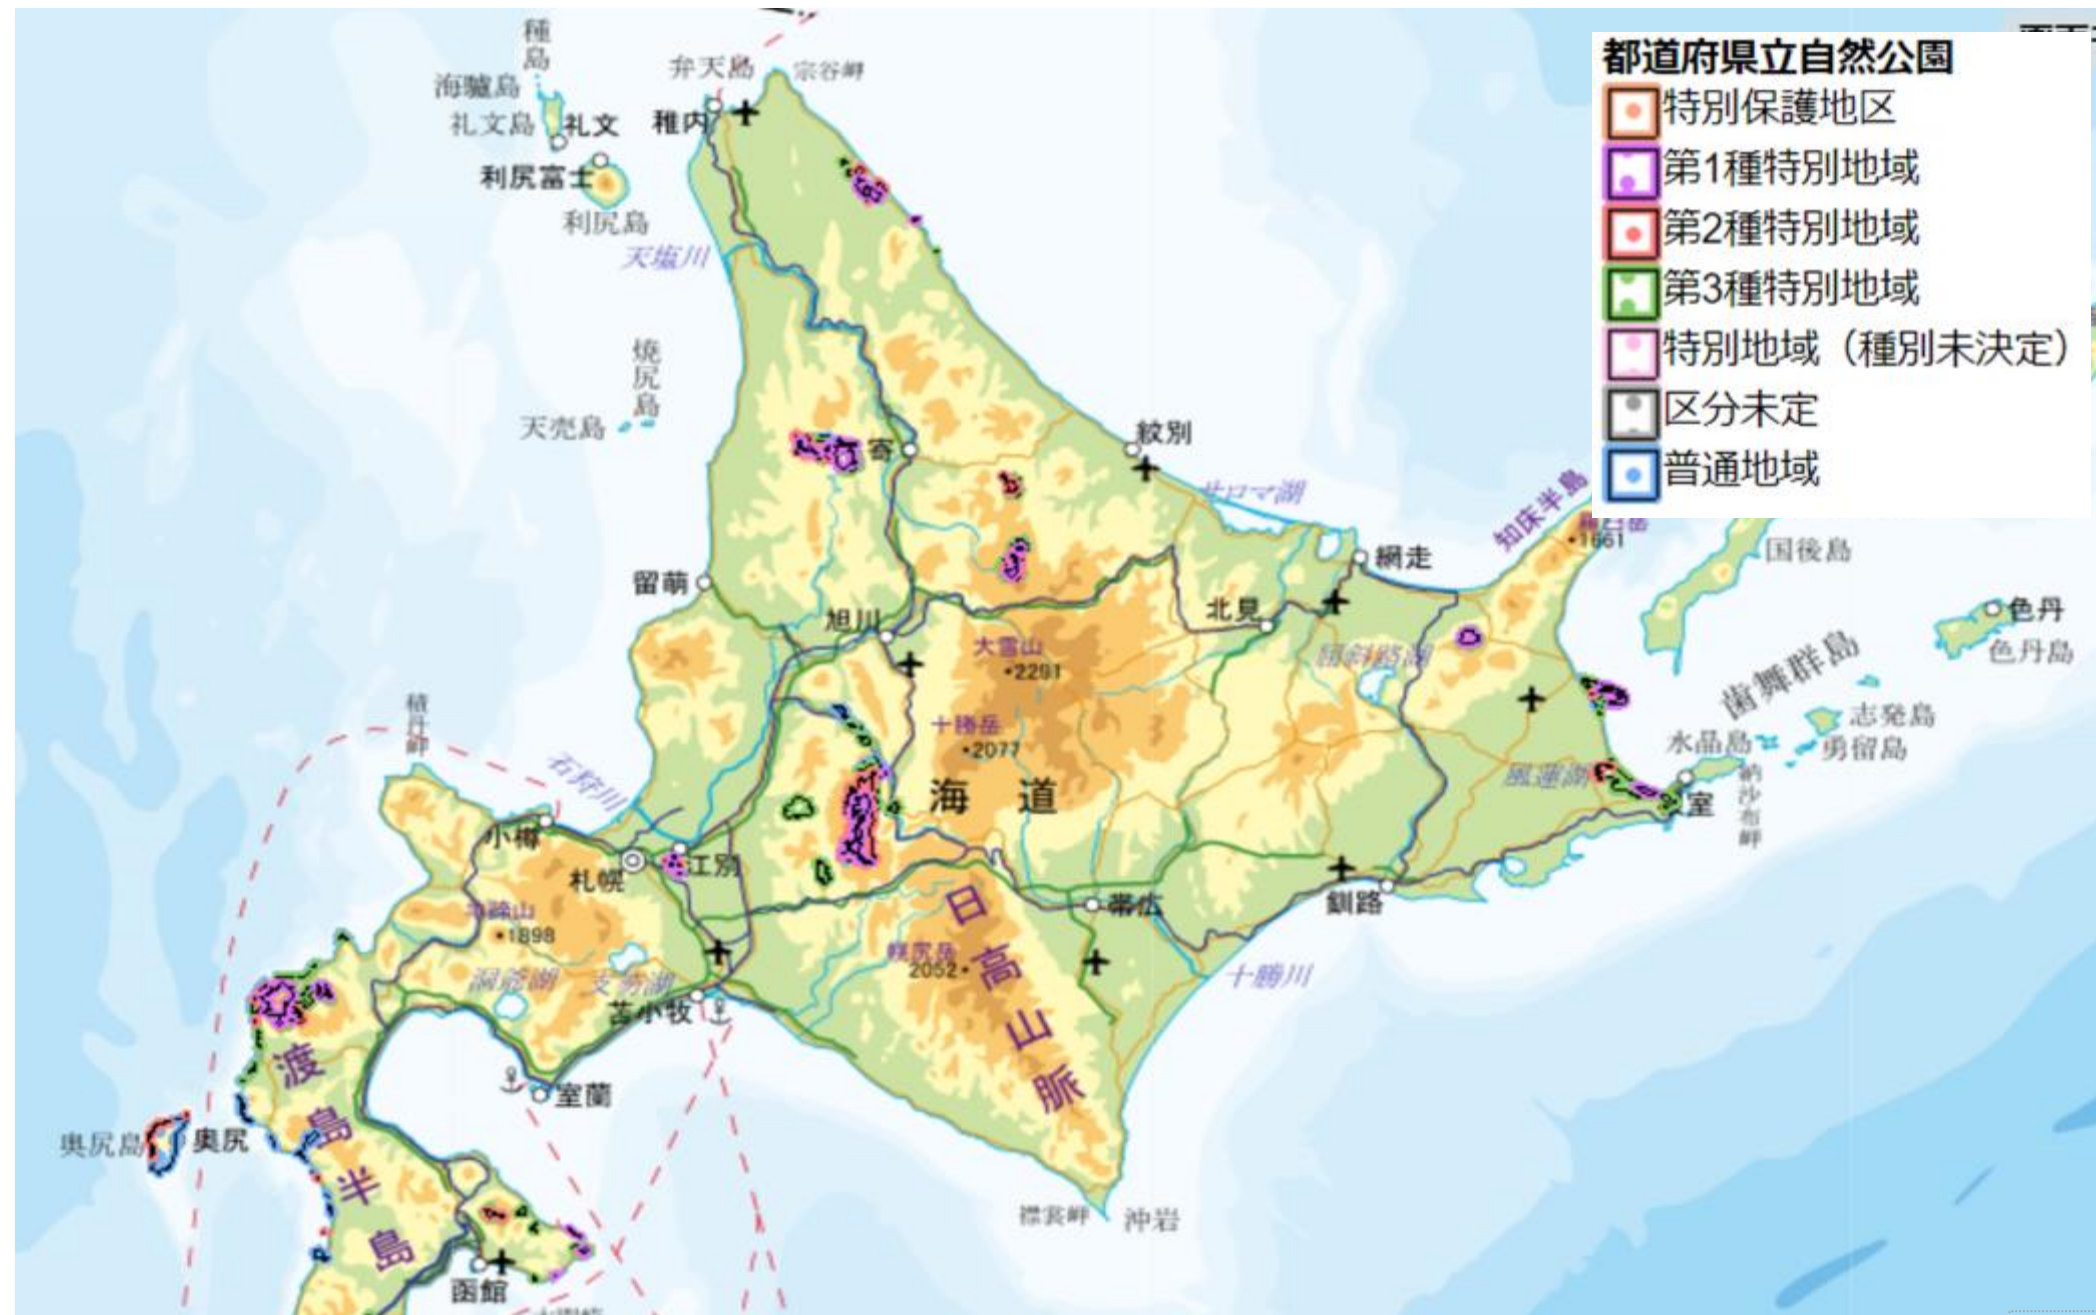 種島
海驢島
礼文島
礼文
利尻富士
利尻島
弁天島
宗谷岬
稚内
天塩川
都道府県立自然公園
特別保護地区
第1種特別地域
第2種特別地域
第3種特別地域
特別地域（種別未決定）
区分未定
普通地域
焼尻島
天売島
寄
紋別
サロマ湖
知床半島
1661
国後島
留萌
旭川
網走
北見
色丹
色丹島
大雪山
2291
歯舞群島
志発島
水晶島
勇留島
納沙布岬
積丹岬
十勝岳
2077
石狩川
風蓮湖
室
海道
小樽
札幌
江別
1898
洞爺湖
支笏湖
苫小牧
帯広
釧路
幌尻岳
2052
十勝川
日高山脈
渡島半島
室蘭
奥尻島
奥尻
襟裳岬
沖岩
函館